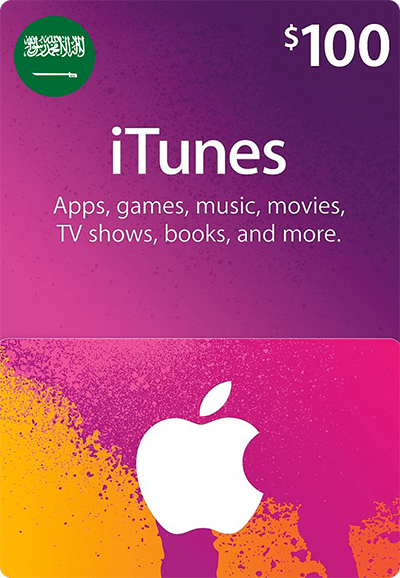 $100
iTunes
Apps, games, music, movies,
TV shows, books, and more.